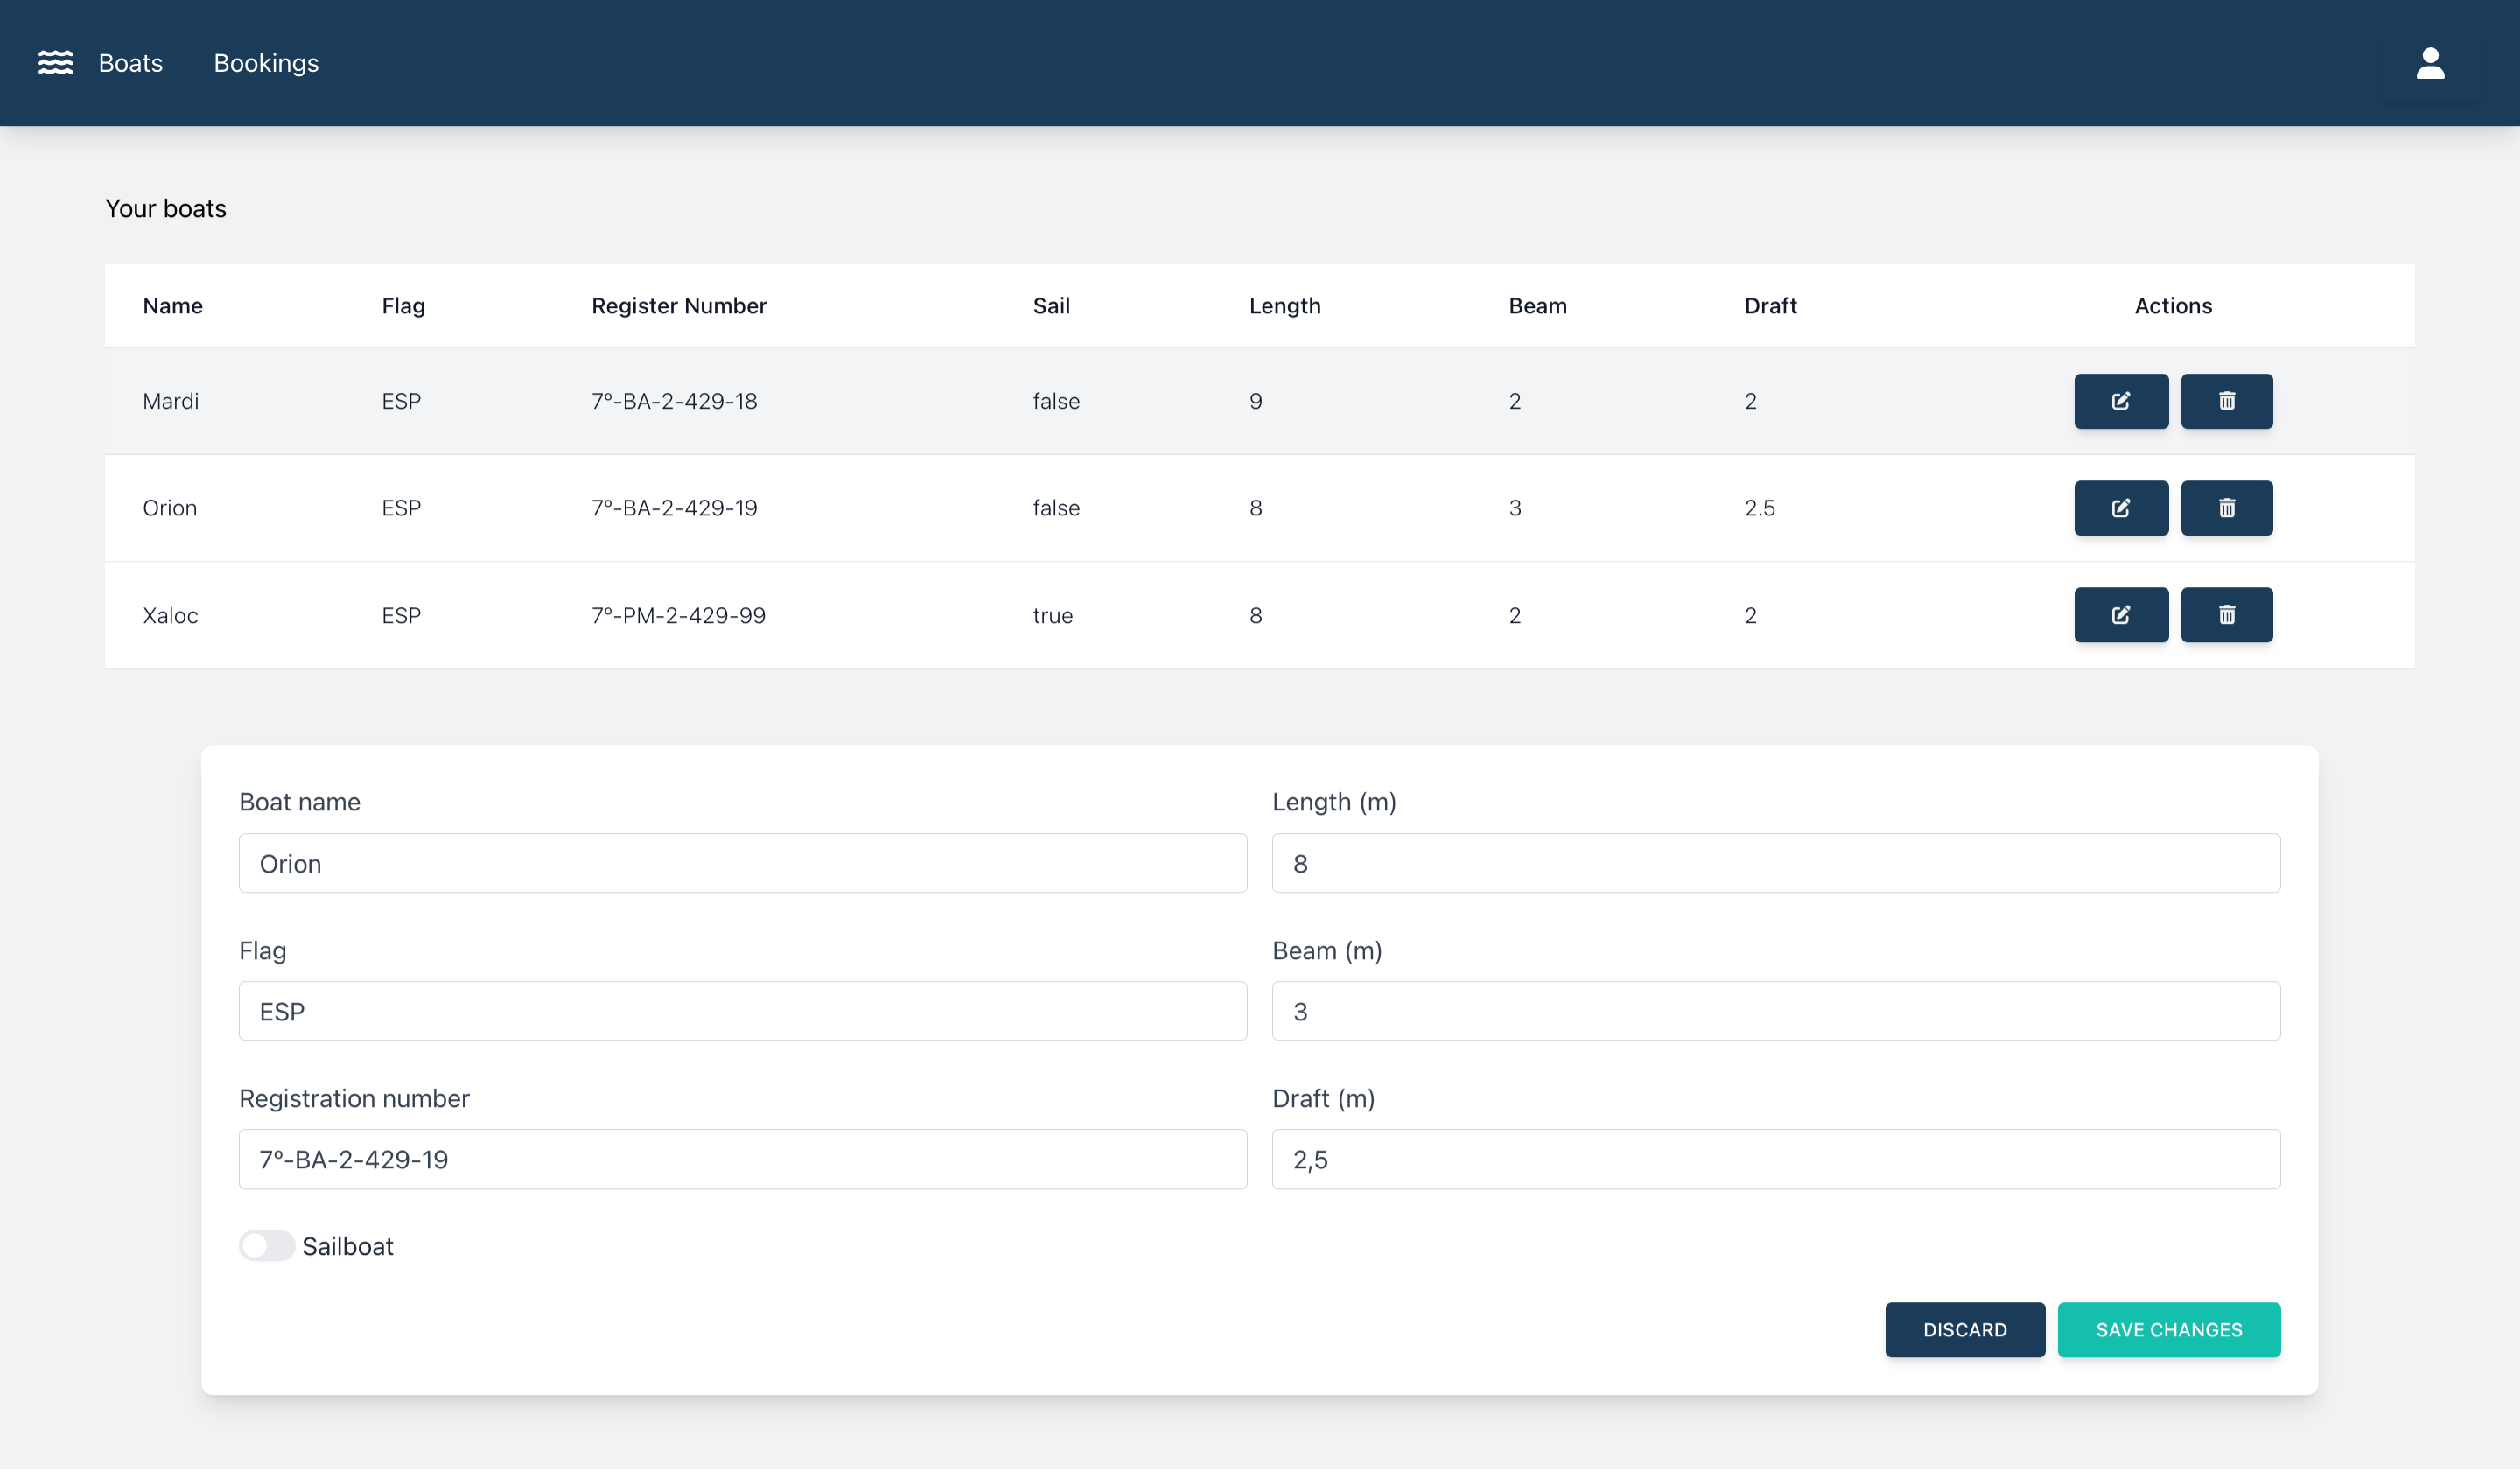 Boats Bookings
Your boats
Name Flag Register Number Sail Length Beam Draft Actions
Mardi ESP 7º-BA-2-429-18 false 9 2 2
Orion ESP 7º-BA-2-429-19 false 8 3 2.5
Xaloc ESP 7º-PM-2-429-99 true 8 2 2
Boat name Length (m)
Orion 8
Flag Beam (m)
ESP 3
Registration number Draft (m)
7º-BA-2-429-19 2,5
Sailboat
DISCARD SAVE CHANGES